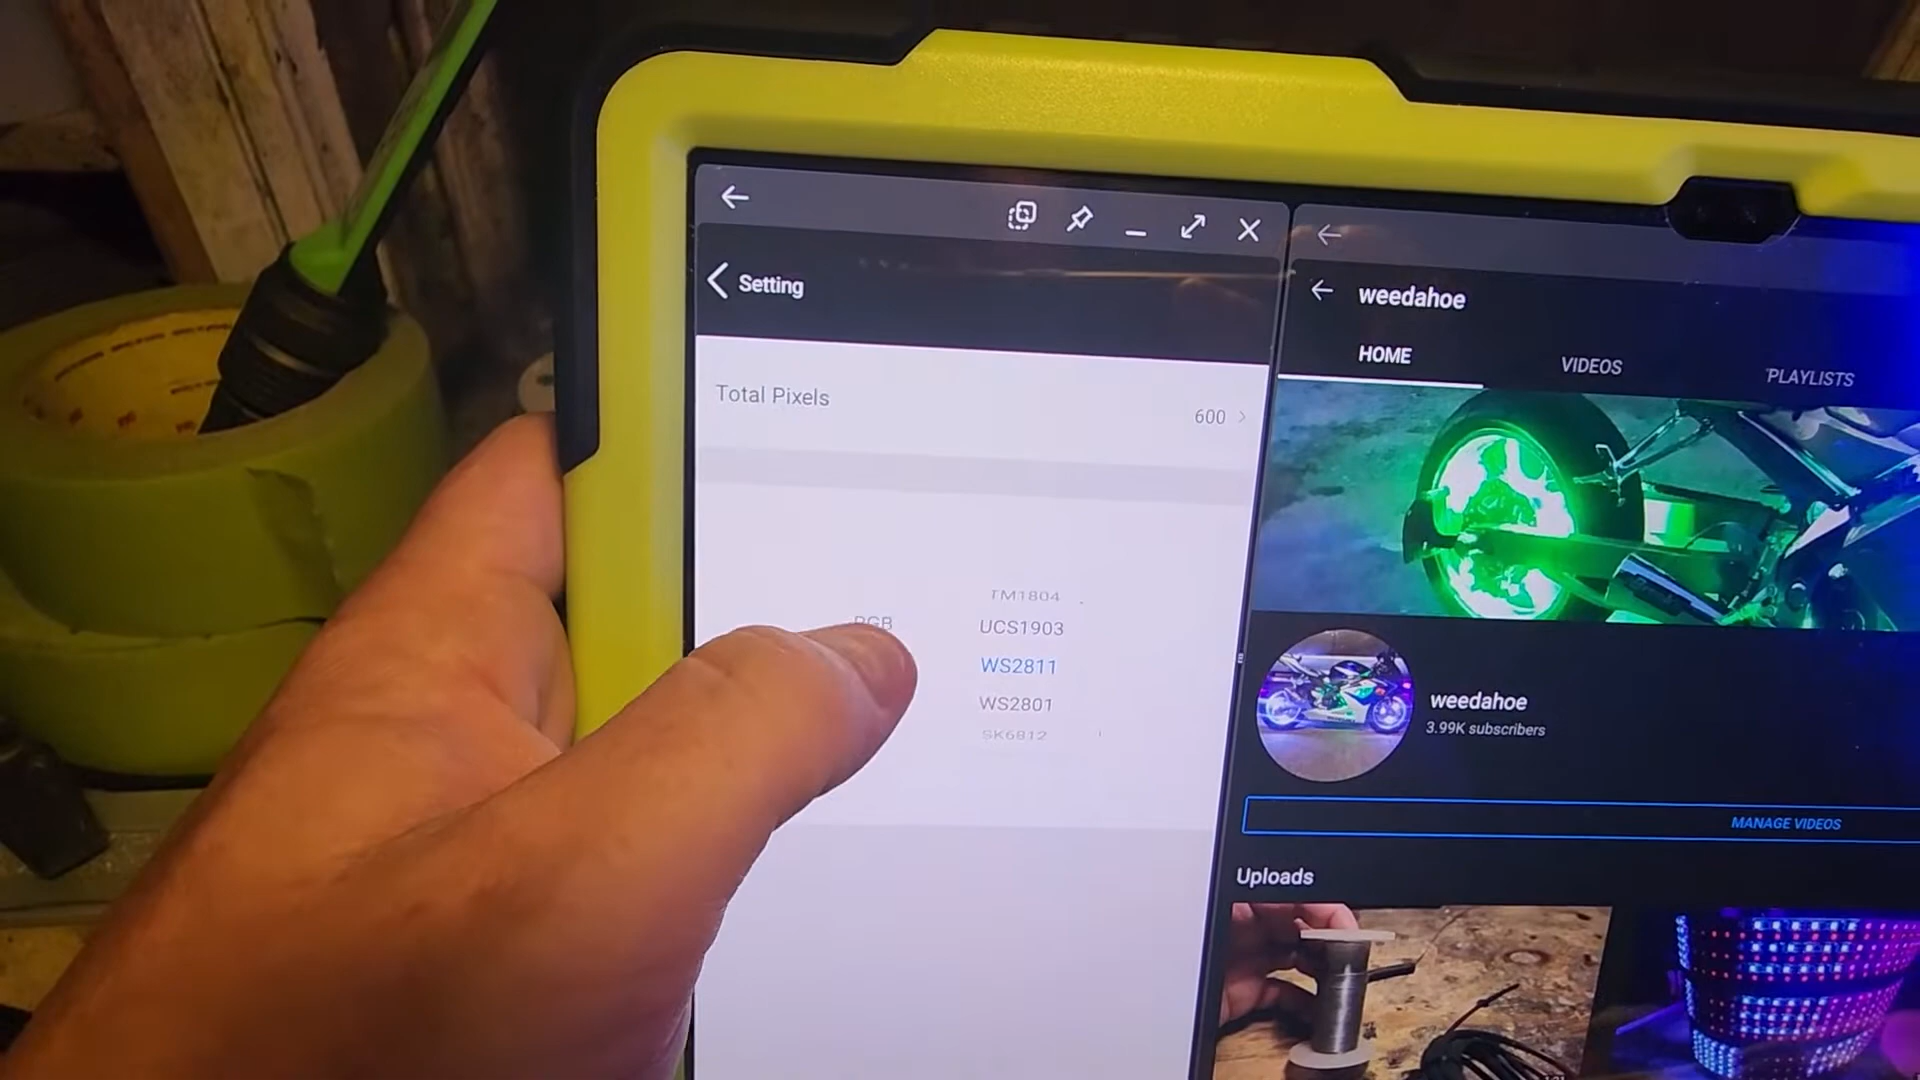 Setting
Total Pixels
600
RGB
TM1804
UCS1903
WS2811
WS2801
SK6812
weedahoe
HOME
VIDEOS
PLAYLISTS
weedahoe
3.99K subscribers
MANAGE VIDEOS
Uploads